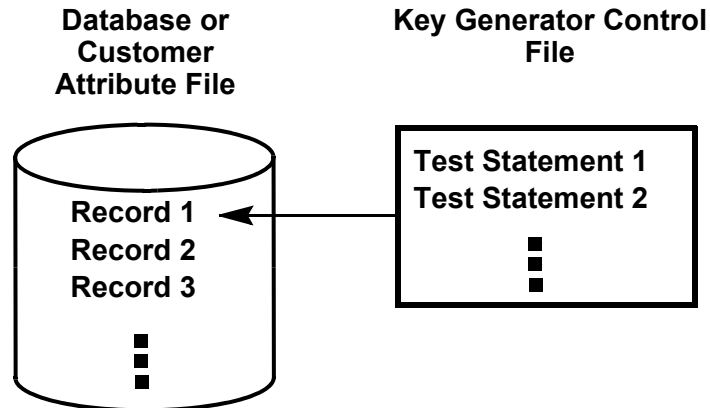 Database or
Customer
Attribute File
Key Generator Control
File
Record 1
Record 2
Record 3
Test Statement 1
Test Statement 2